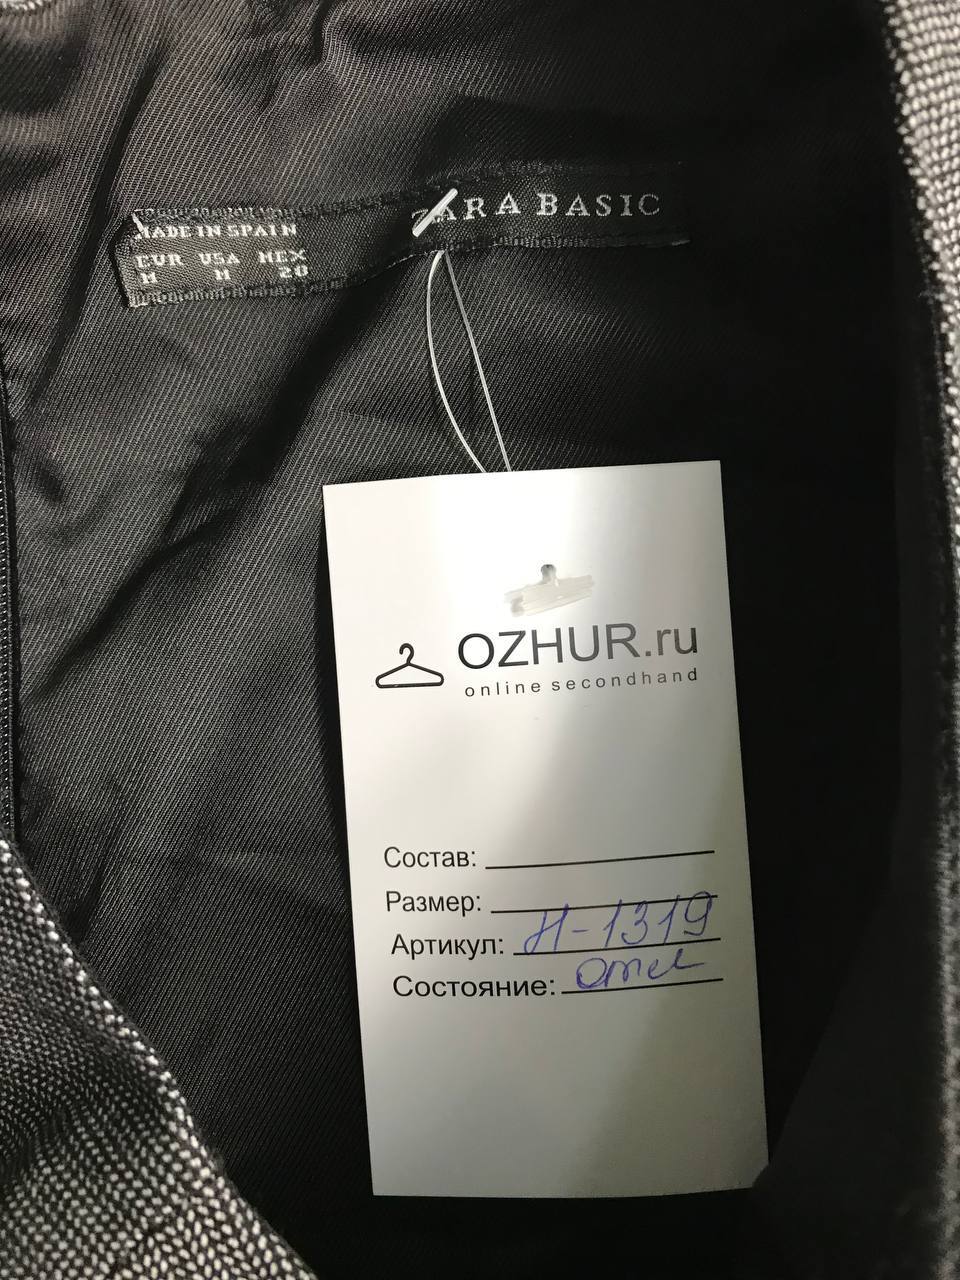 ZARA BASIC
MADE IN SPAIN
EUR USA MEX
M M 28
OZHUR.ru
online secondhand
Состав:
Размер:
Артикул: Н-1319
Состояние: Отл